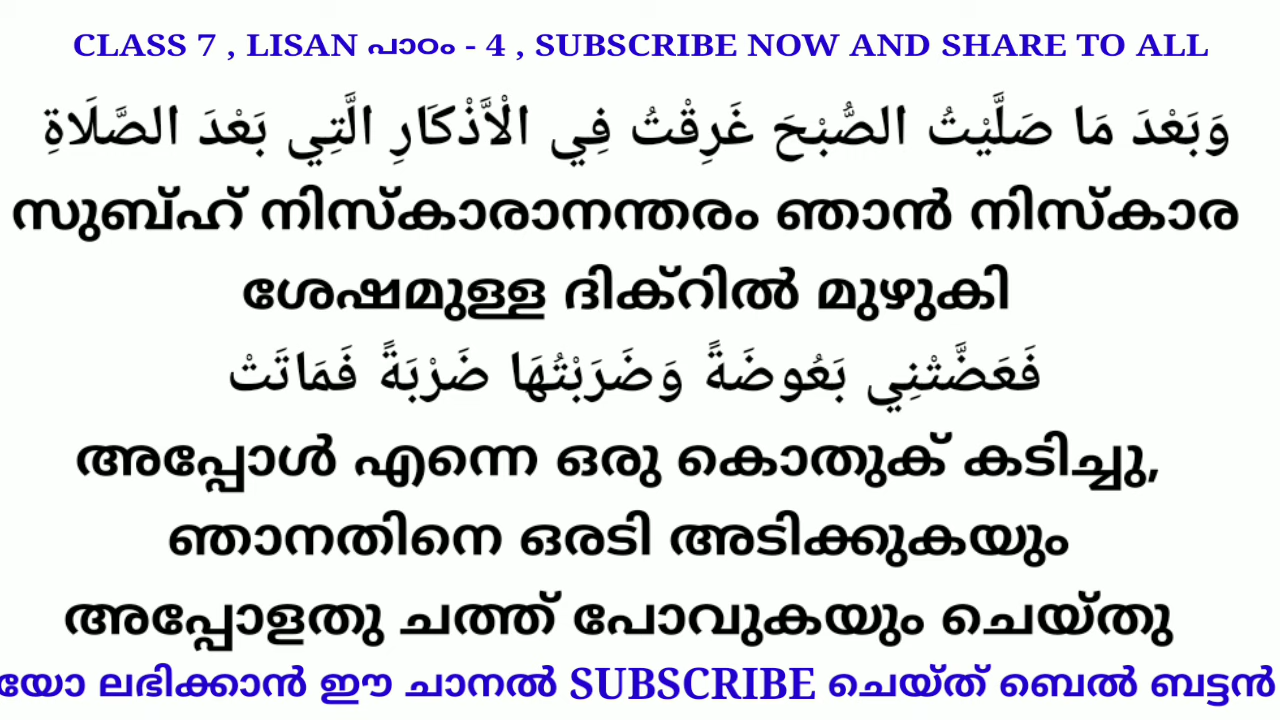 CLASS 7 , LISAN പാഠം - 4 , SUBSCRIBE NOW AND SHARE TO ALL
وَبَعْدَ مَا صَلَّيْتُ الصُّبْحَ غَرِقْتُ فِي الْاَّذْكَارِ الَّتِي بَعْدَ الصَّلَاةِ
സുബ്ഹ് നിസ്കാരാനന്തരം ഞാൻ നിസ്കാര
ശേഷമുള്ള ദിക്റിൽ മുഴുകി
فَعَضَّتْنِي بَعُوضَةً وَضَرَبْتُهَا ضَرْبَةً فَمَاتَتْ
അപ്പോൾ എന്നെ ഒരു കൊതുക് കടിച്ചു,
ഞാനതിനെ ഒരടി അടിക്കുകയും
അപ്പോളതു ചത്ത് പോവുകയും ചെയ്തു
യോ ലഭിക്കാൻ ഈ ചാനൽ SUBSCRIBE ചെയ്ത് ബെൽ ബട്ടൻ